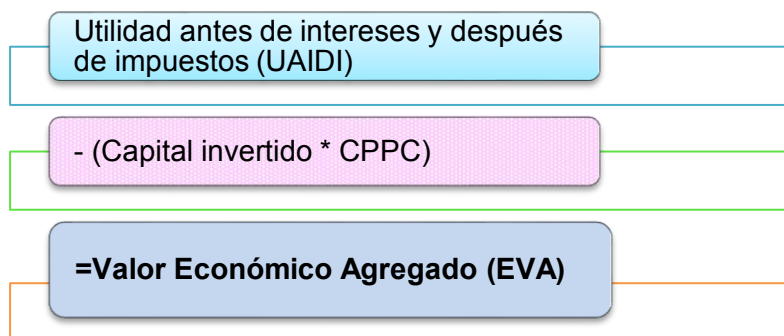 Utilidad antes de intereses y después
de impuestos (UAIDI)
- (Capital invertido * CPPC)
=Valor Económico Agregado (EVA)